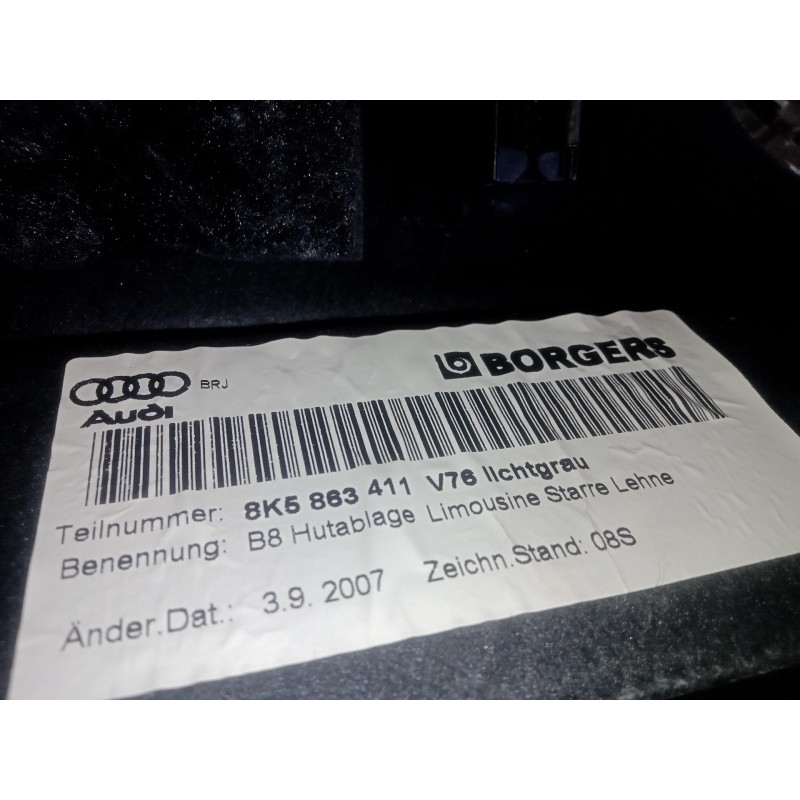 BRJ
Audi
BORGERS
Teilnummer: 8K5 863 411 V76 lichtgrau
Benennung: B8 Hutablage Limousine Starre Lehne
Änder.Dat.: 3.9. 2007 Zeichn.Stand: 08S